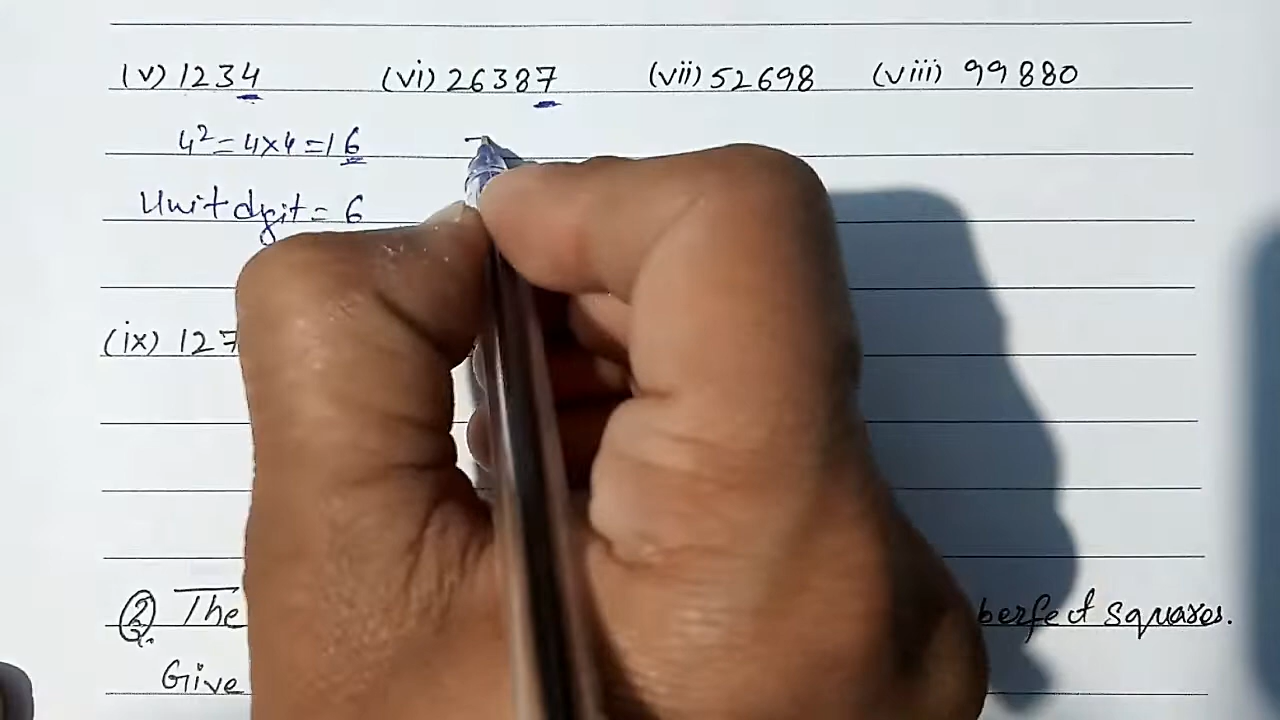 (v) 1234 (vi) 26387 (vii) 52698 (viii) 99880
4² = 4×4 = 16
Unit dgit = 6
(ix) 127
② The perfect squares.
Give